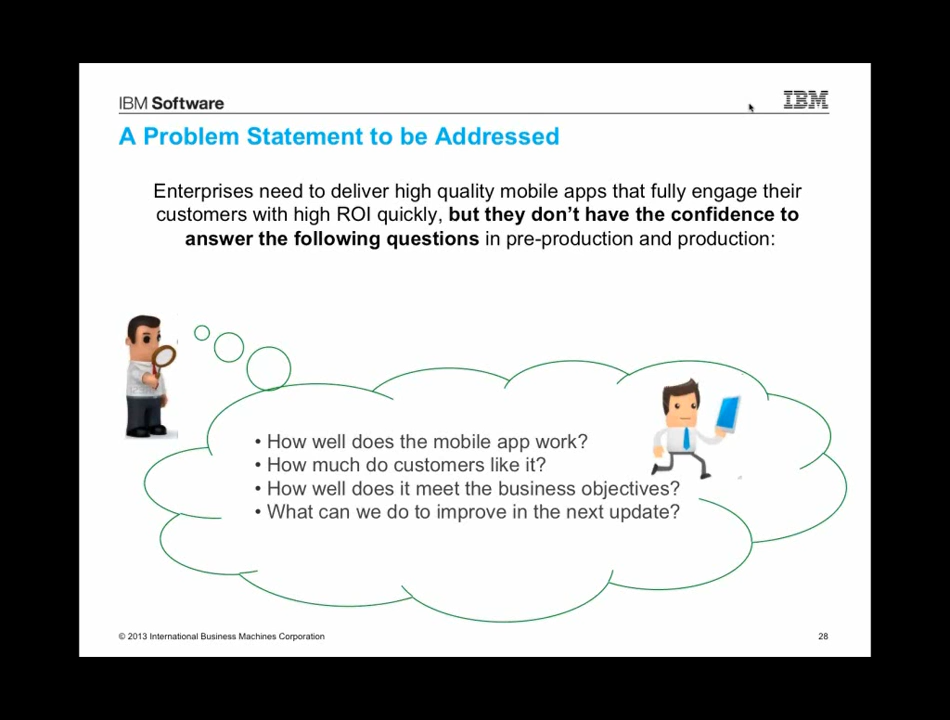 IBM Software
IBM
A Problem Statement to be Addressed
Enterprises need to deliver high quality mobile apps that fully engage their
customers with high ROI quickly, but they don't have the confidence to
answer the following questions in pre-production and production:
• How well does the mobile app work?
• How much do customers like it?
• How well does it meet the business objectives?
• What can we do to improve in the next update?
© 2013 International Business Machines Corporation
28